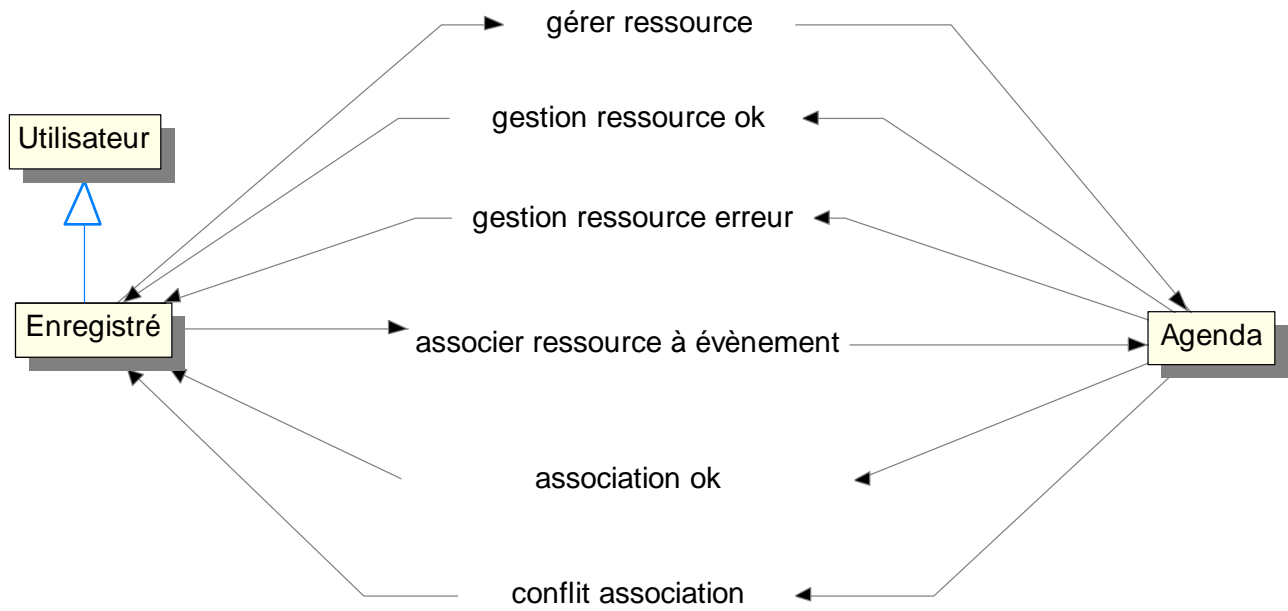 gérer ressource
gestion ressource ok
Utilisateur
gestion ressource erreur
Enregistré
associer ressource à évènement
Agenda
association ok
conflit association